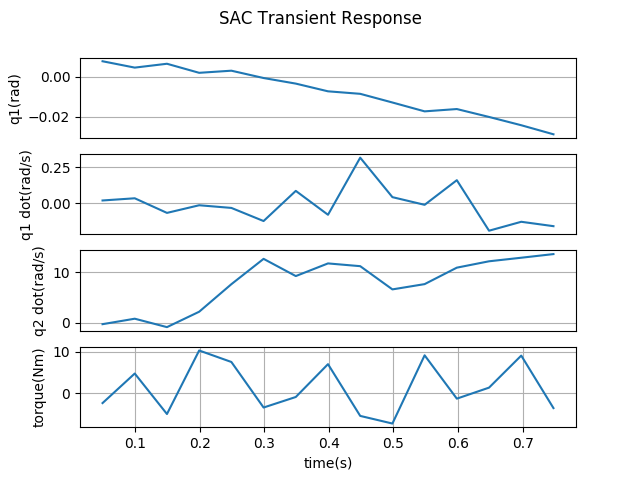 SAC Transient Response
q1(rad)
0.00
−0.02
q1 dot(rad/s)
0.25
0.00
q2 dot(rad/s)
10
0
torque(Nm)
10
0
0.1 0.2 0.3 0.4 0.5 0.6 0.7
time(s)